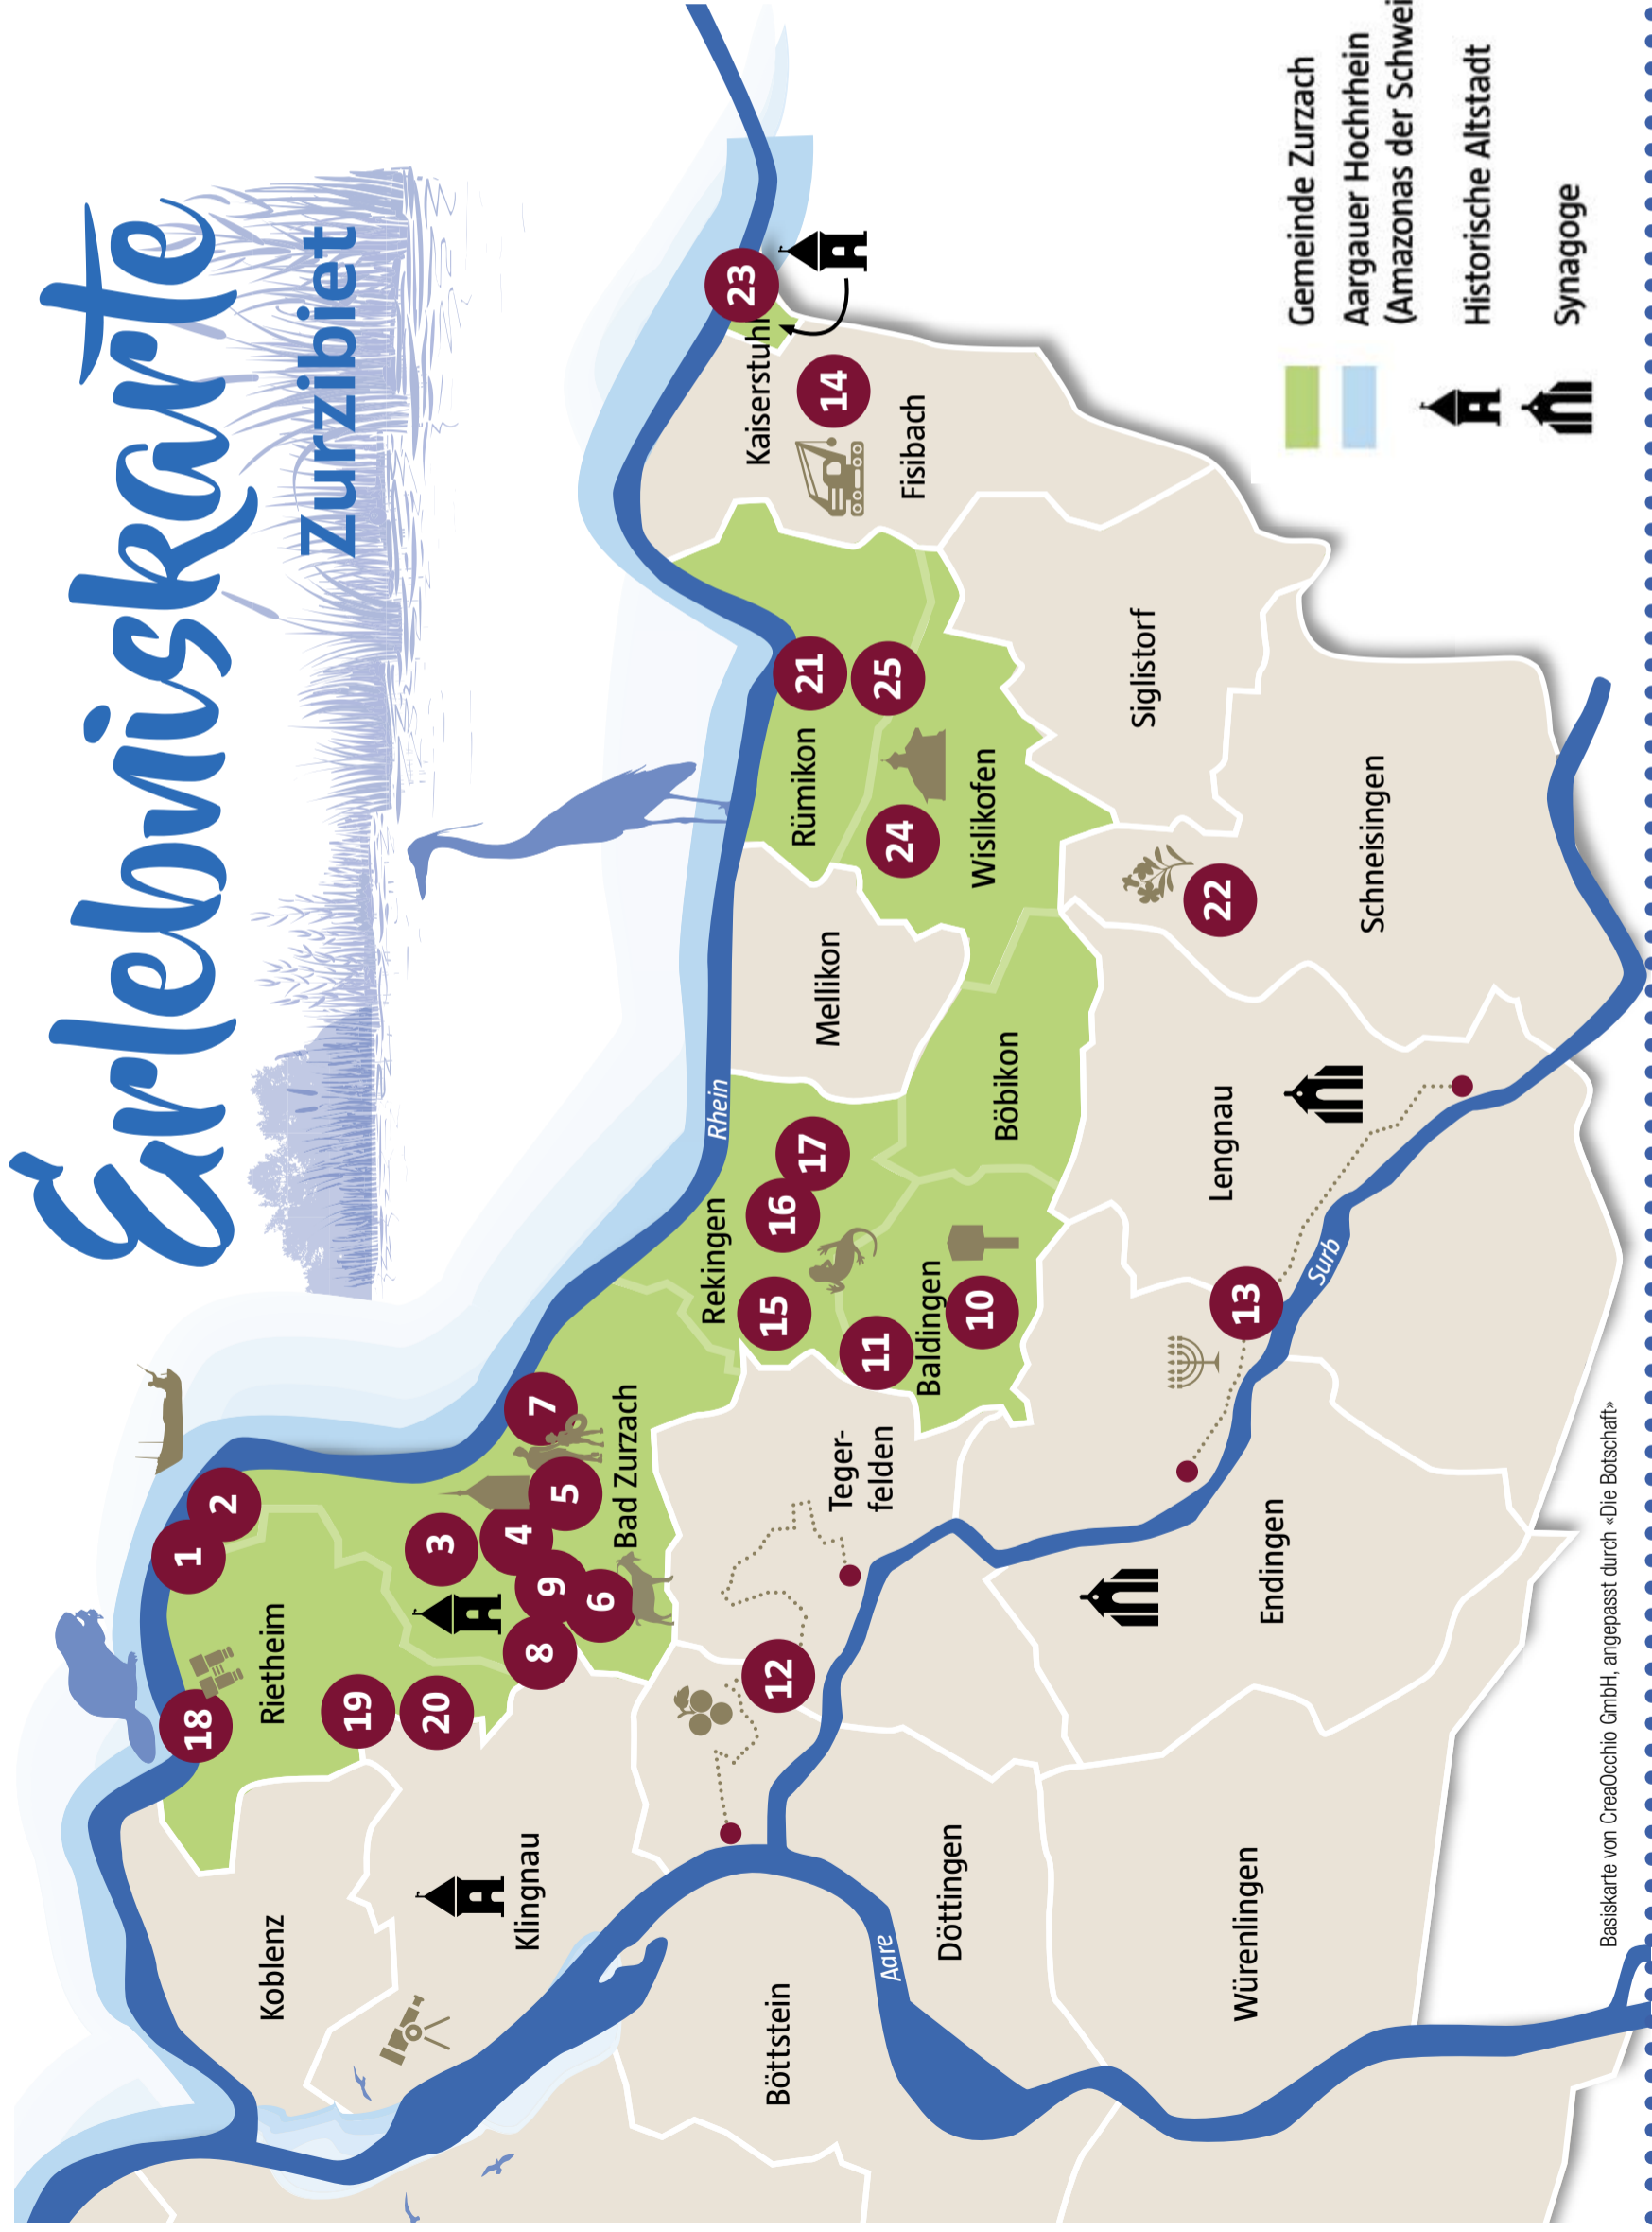 Erlebniskarte
zurzibiet
Koblenz
Klingnau
Böttstein
Döttingen
Würenlingen
Aare
Rietheim
18
19
20
1
2
3
4
5
6
7
8
9
Bad Zurzach
12
Teger-
felden
Endingen
Surb
13
Lengnau
Rhein
Rekingen
15
16
17
11
Baldingen
10
Böbikon
Mellikon
Rümikon
21
25
24
Wislikofen
22
Schneisingen
Siglistorf
Kaiserstuhl
23
14
Fisibach
Gemeinde Zurzach
Aargauer Hochrhein
(Amazonas der Schwei
Historische Altstadt
Synagoge
Basiskarte von CreaOcchio GmbH, angepasst durch «Die Botschaft»